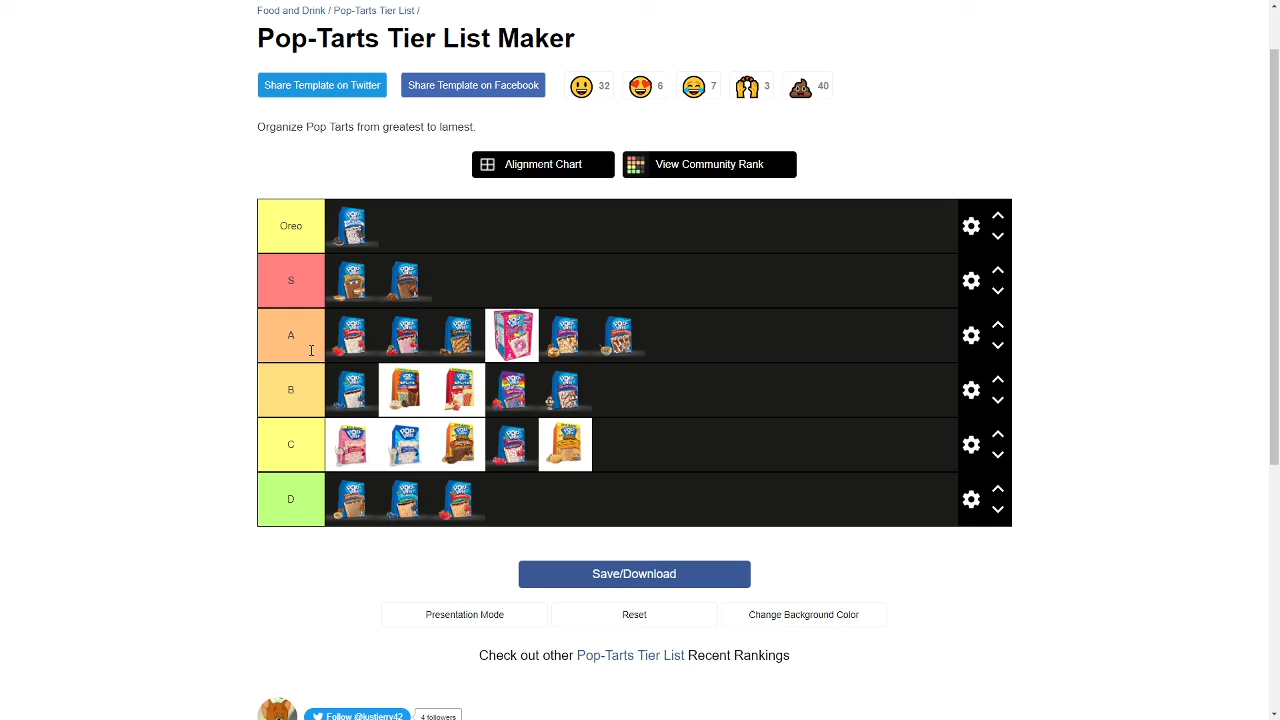 Food and Drink / Pop-Tarts Tier List /
Pop-Tarts Tier List Maker
Share Template on Twitter
Share Template on Facebook
32
6
7
3
40
Organize Pop Tarts from greatest to lamest.
Alignment Chart
View Community Rank
Oreo
S
A
B
C
D
Save/Download
Presentation Mode
Reset
Change Background Color
Check out other Pop-Tarts Tier List Recent Rankings
Follow @justjerry42
4 followers